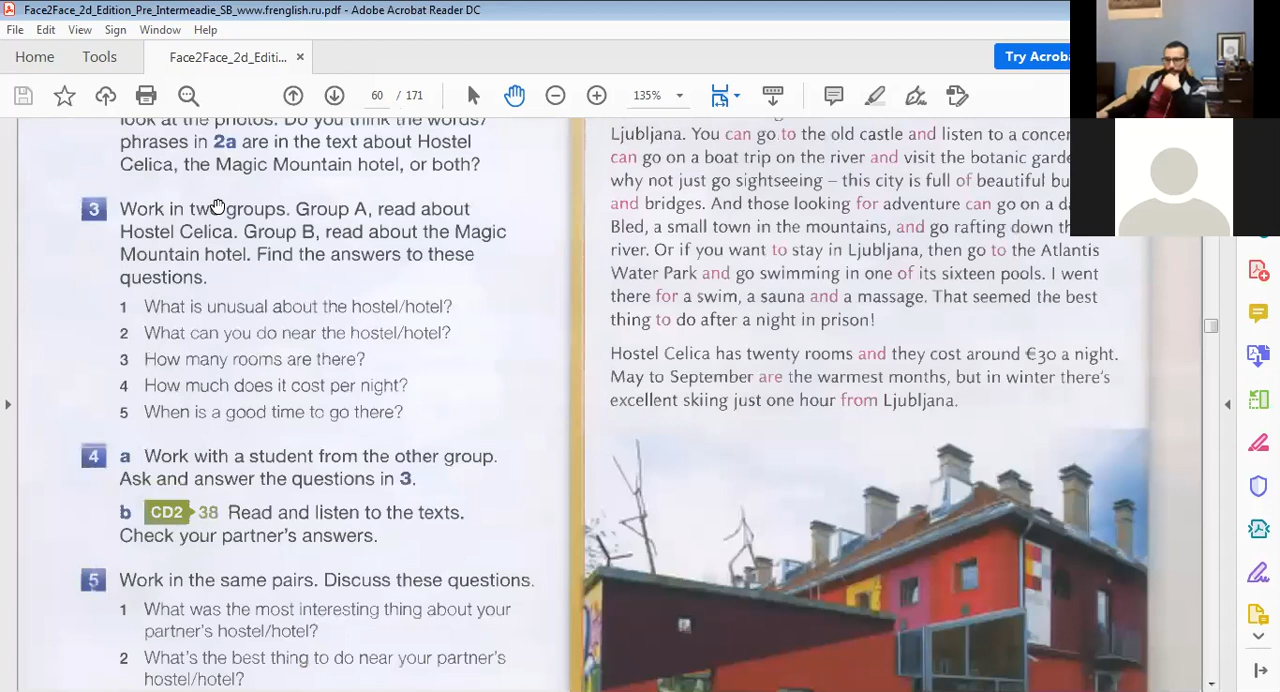 Face2Face_2d_Edition_Pre_Intermeadie_SB_www.frenglish.ru.pdf - Adobe Acrobat Reader DC
File Edit View Sign Window Help
Home Tools Face2Face_2d_Editi... × Try Acroba
60 / 171 135%
look at the photos. Do you think the words/
phrases in 2a are in the text about Hostel
Celica, the Magic Mountain hotel, or both?
3 Work in two groups. Group A, read about
Hostel Celica. Group B, read about the Magic
Mountain hotel. Find the answers to these
questions.
1 What is unusual about the hostel/hotel?
2 What can you do near the hostel/hotel?
3 How many rooms are there?
4 How much does it cost per night?
5 When is a good time to go there?
4 a Work with a student from the other group.
Ask and answer the questions in 3.
b CD2 38 Read and listen to the texts.
Check your partner's answers.
5 Work in the same pairs. Discuss these questions.
1 What was the most interesting thing about your
partner's hostel/hotel?
2 What's the best thing to do near your partner's
hostel/hotel?
Ljubljana. You can go to the old castle and listen to a concer
can go on a boat trip on the river and visit the botanic garde
why not just go sightseeing – this city is full of beautiful bu
and bridges. And those looking for adventure can go on a da
Bled, a small town in the mountains, and go rafting down th
river. Or if you want to stay in Ljubljana, then go to the Atlantis
Water Park and go swimming in one of its sixteen pools. I went
there for a swim, a sauna and a massage. That seemed the best
thing to do after a night in prison!
Hostel Celica has twenty rooms and they cost around €30 a night.
May to September are the warmest months, but in winter there's
excellent skiing just one hour from Ljubljana.